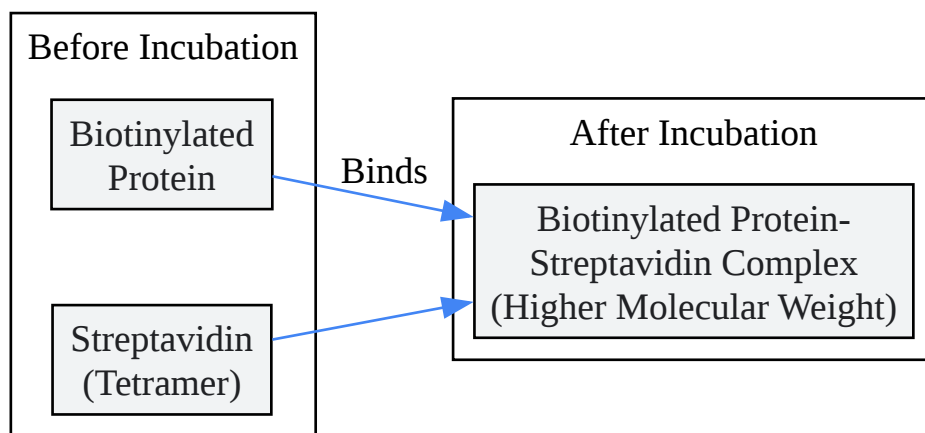 Before Incubation
Biotinylated
Protein
Streptavidin
(Tetramer)
Binds
After Incubation
Biotinylated Protein-
Streptavidin Complex
(Higher Molecular Weight)